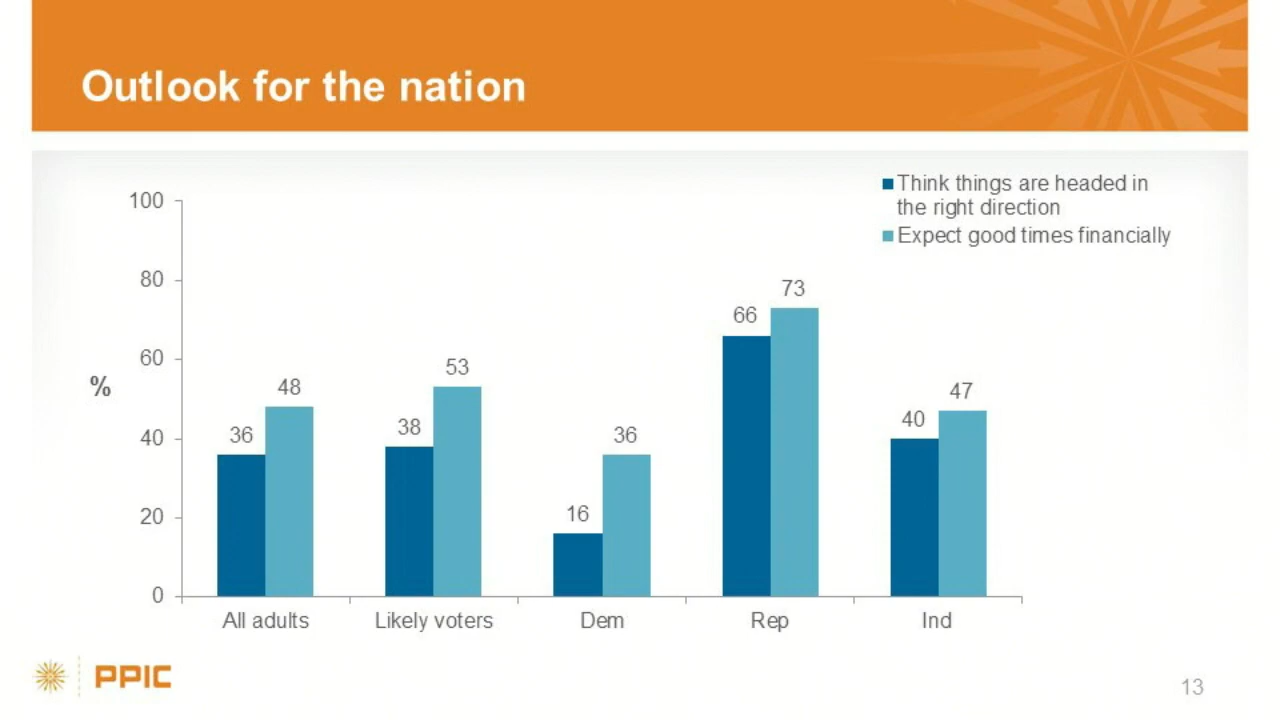 Outlook for the nation
Think things are headed in
the right direction
Expect good times financially
100
80
60
40
20
0
%
36
48
38
53
16
36
66
73
40
47
All adults
Likely voters
Dem
Rep
Ind
PPIC
13